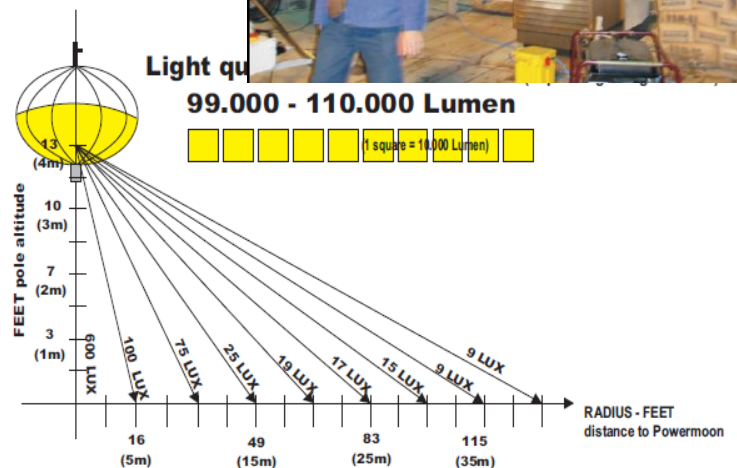 Light qu
99.000 - 110.000 Lumen
(1 square = 10.000 Lumen)
FEET pole altitude
13
(4m)
10
(3m)
7
(2m)
3
(1m)
600 LUX
100 LUX
75 LUX
25 LUX
19 LUX
17 LUX
15 LUX
9 LUX
9 LUX
16
(5m)
49
(15m)
83
(25m)
115
(35m)
RADIUS - FEET
distance to Powermoon